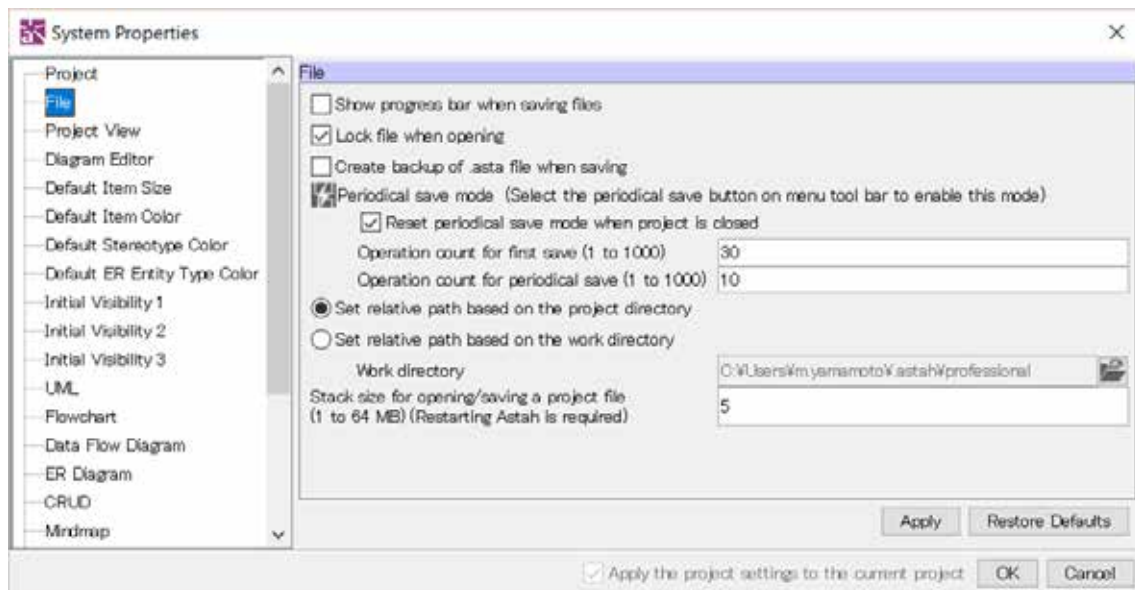 System Properties
Project
File
Project View
Diagram Editor
Default Item Size
Default Item Color
Default Stereotype Color
Default ER Entity Type Color
Initial Visibility 1
Initial Visibility 2
Initial Visibility 3
UML
Flowchart
Data Flow Diagram
ER Diagram
CRUD
Mindmap
File
Show progress bar when saving files
Lock file when opening
Create backup of .asta file when saving
Periodical save mode (Select the periodical save button on menu tool bar to enable this mode)
Reset periodical save mode when project is closed
Operation count for first save (1 to 1000) 30
Operation count for periodical save (1 to 1000) 10
Set relative path based on the project directory
Set relative path based on the work directory
Work directory C:¥Users¥m.yamamoto¥.astah¥professional
Stack size for opening/saving a project file
(1 to 64 MB) (Restarting Astah is required) 5
Apply Restore Defaults
Apply the project settings to the current project OK Cancel